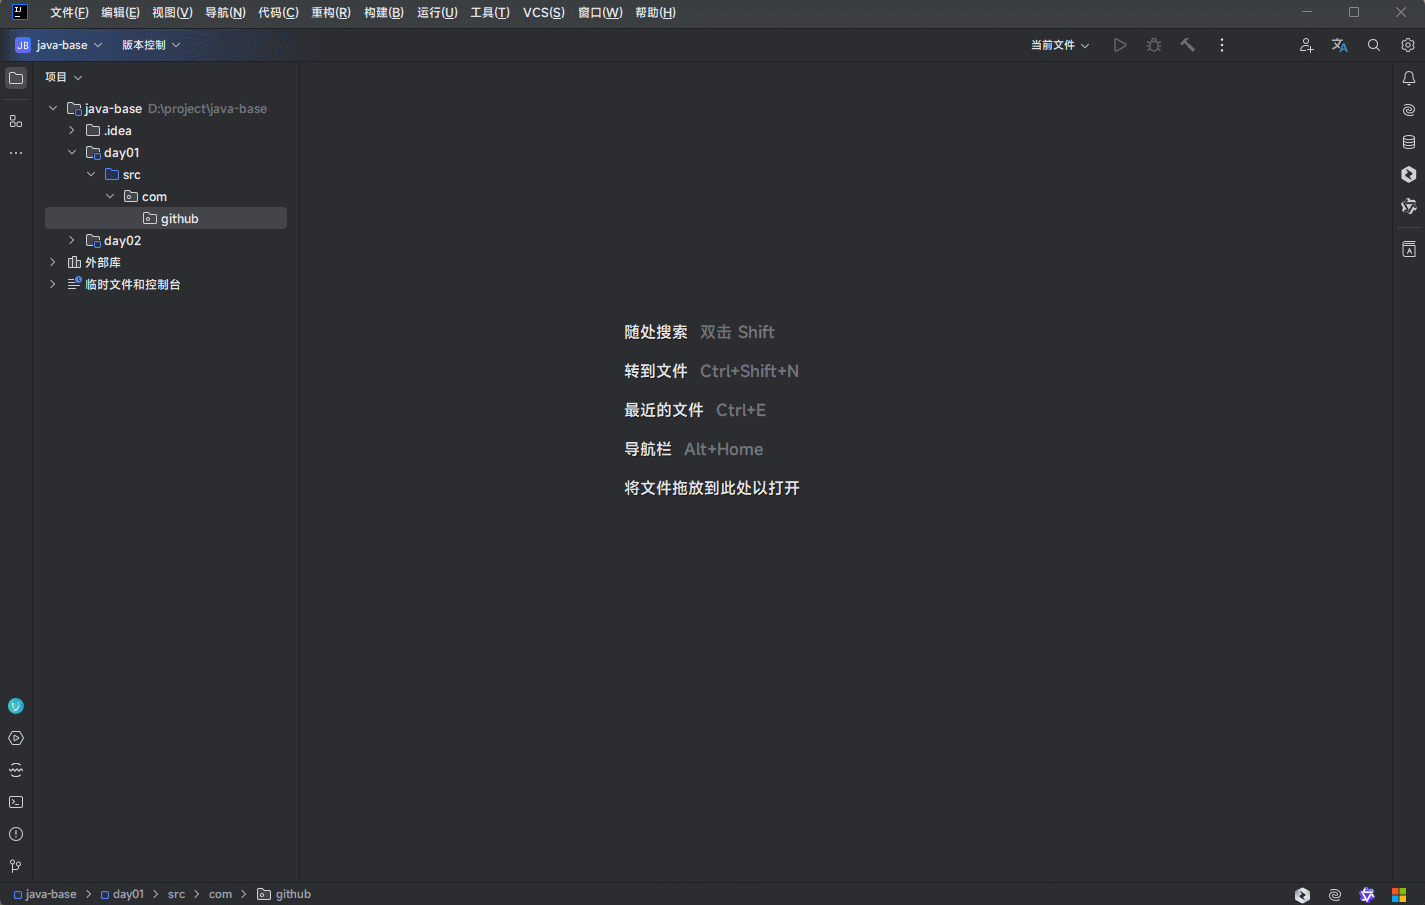 文件(F) 编辑(E) 视图(V) 导航(N) 代码(C) 重构(R) 构建(B) 运行(U) 工具(T) VCS(S) 窗口(W) 帮助(H)
JB java-base 版本控制 当前文件
项目
java-base D:\project\java-base
.idea
day01
src
com
github
day02
外部库
临时文件和控制台
随处搜索 双击 Shift
转到文件 Ctrl+Shift+N
最近的文件 Ctrl+E
导航栏 Alt+Home
将文件拖放到此处以打开
java-base > day01 > src > com > github